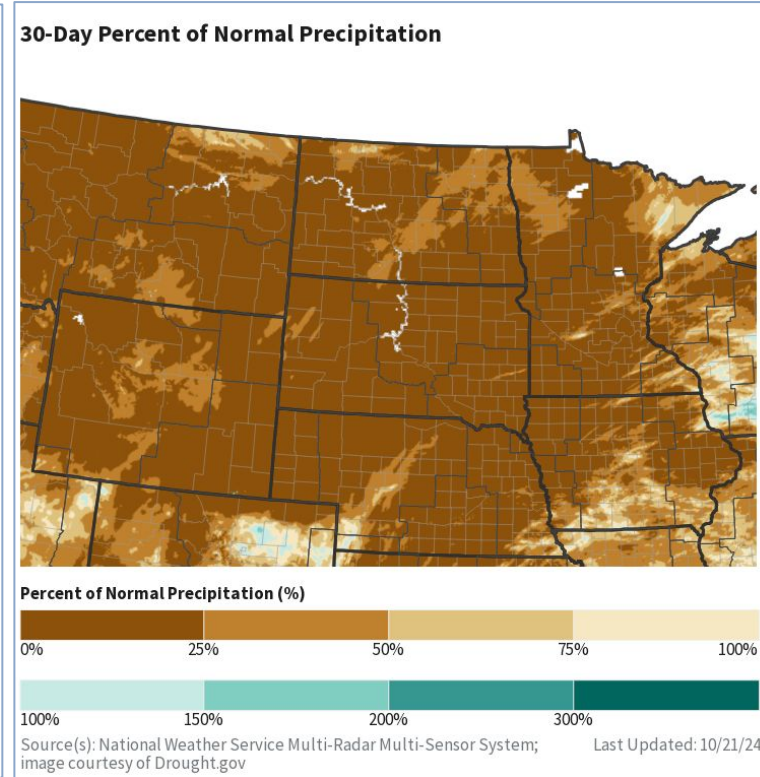 30-Day Percent of Normal Precipitation
Percent of Normal Precipitation (%)
0% 25% 50% 75% 100%
100% 150% 200% 300%
Source(s): National Weather Service Multi-Radar Multi-Sensor System; Last Updated: 10/21/24
image courtesy of Drought.gov